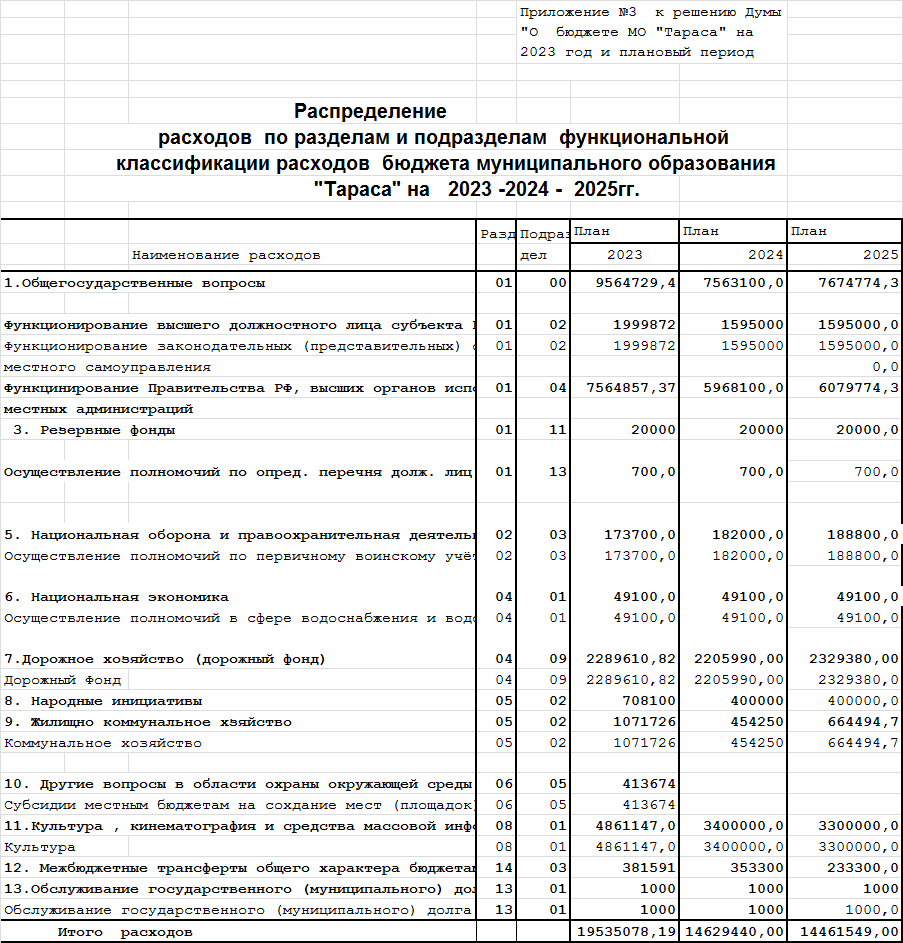 Приложение №3 к решению Думы
"О бюджете МО "Тараса" на
2023 год и плановый период
Распределение
расходов по разделам и подразделам функциональной
классификации расходов бюджета муниципального образования
"Тараса" на 2023 -2024 - 2025гг.
Разд Подраз План План План
Наименование расходов дел 2023 2024 2025
1.Общегосударственные вопросы 01 00 9564729,4 7563100,0 7674774,3
Функционирование высшего должностного лица субъекта 01 02 1999872 1595000 1595000,0
Функционирование законодательных (представительных) 01 02 1999872 1595000 1595000,0
местного самоуправления 0,0
Функцинирование Правительства РФ, высших органов испо 01 04 7564857,37 5968100,0 6079774,3
местных администраций
3. Резервные фонды 01 11 20000 20000 20000,0
Осуществление полномочий по опред. перечня долж. лиц 01 13 700,0 700,0 700,0
5. Национальная оборона и правоохранительная деятель 02 03 173700,0 182000,0 188800,0
Осуществление полномочий по первичному воинскому учёт 02 03 173700,0 182000,0 188800,0
6. Национальная экономика 04 01 49100,0 49100,0 49100,0
Осуществление полномочий в сфере водоснабжения и водо 04 01 49100,0 49100,0 49100,0
7.Дорожное хозяйство (дорожный фонд) 04 09 2289610,82 2205990,00 2329380,00
Дорожный Фонд 04 09 2289610,82 2205990,00 2329380,0
8. Народные инициативы 05 02 708100 400000 400000,0
9. Жилищно коммунальное хзяйство 05 02 1071726 454250 664494,7
Коммунальное хозяйство 05 02 1071726 454250 664494,7
10. Другие вопросы в области охраны окружающей среды 06 05 413674
Субсидии местным бюджетам на сохдание мест (площадок) 06 05 413674
11.Культура , кинематография и средства массовой инфо 08 01 4861147,0 3400000,0 3300000,0
Культура 08 01 4861147,0 3400000,0 3300000,0
12. Межбюджетные трансферты общего характера бюджетам 14 03 381591 353300 233300,0
13.Обслуживание государственного (муниципального) дол 13 01 1000 1000 1000
Обслуживание государственного (муниципального) долга 13 01 1000 1000 1000,0
Итого расходов 19535078,19 14629440,00 14461549,00